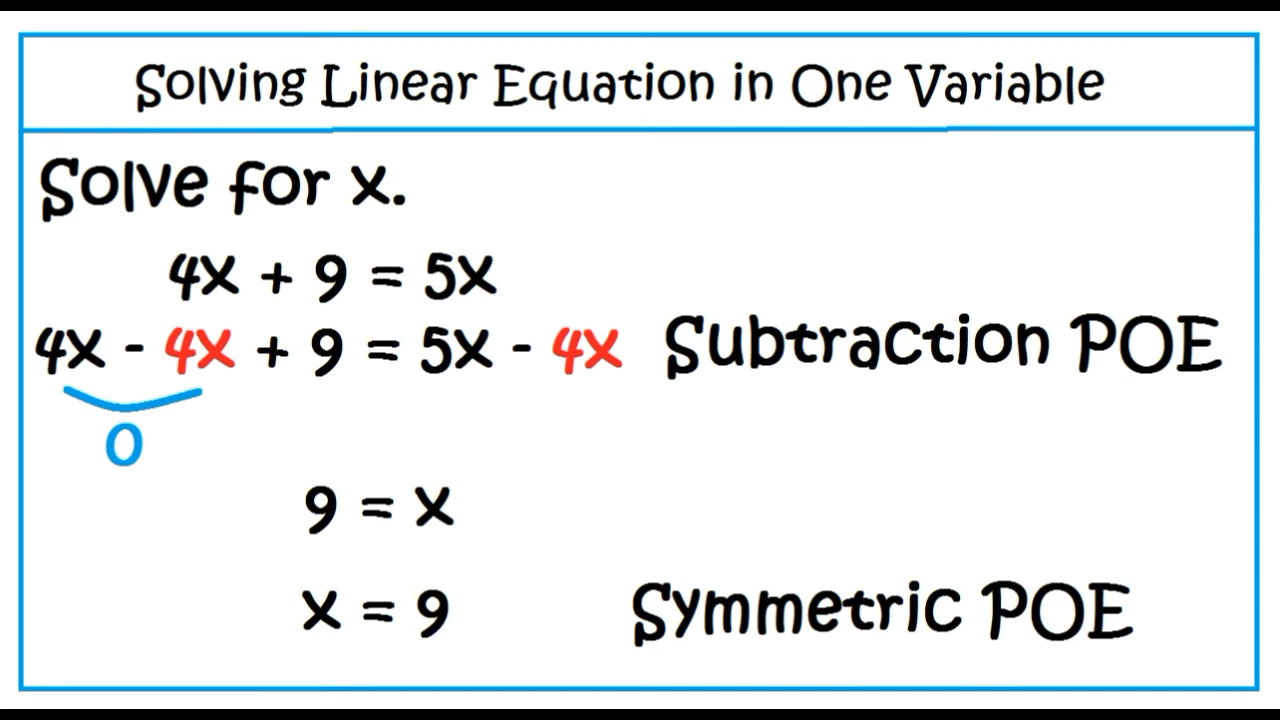 Solving Linear Equation in One Variable
Solve for x.
4x + 9 = 5x
4x - 4x + 9 = 5x - 4x Subtraction POE
0
9 = x
x = 9 Symmetric POE